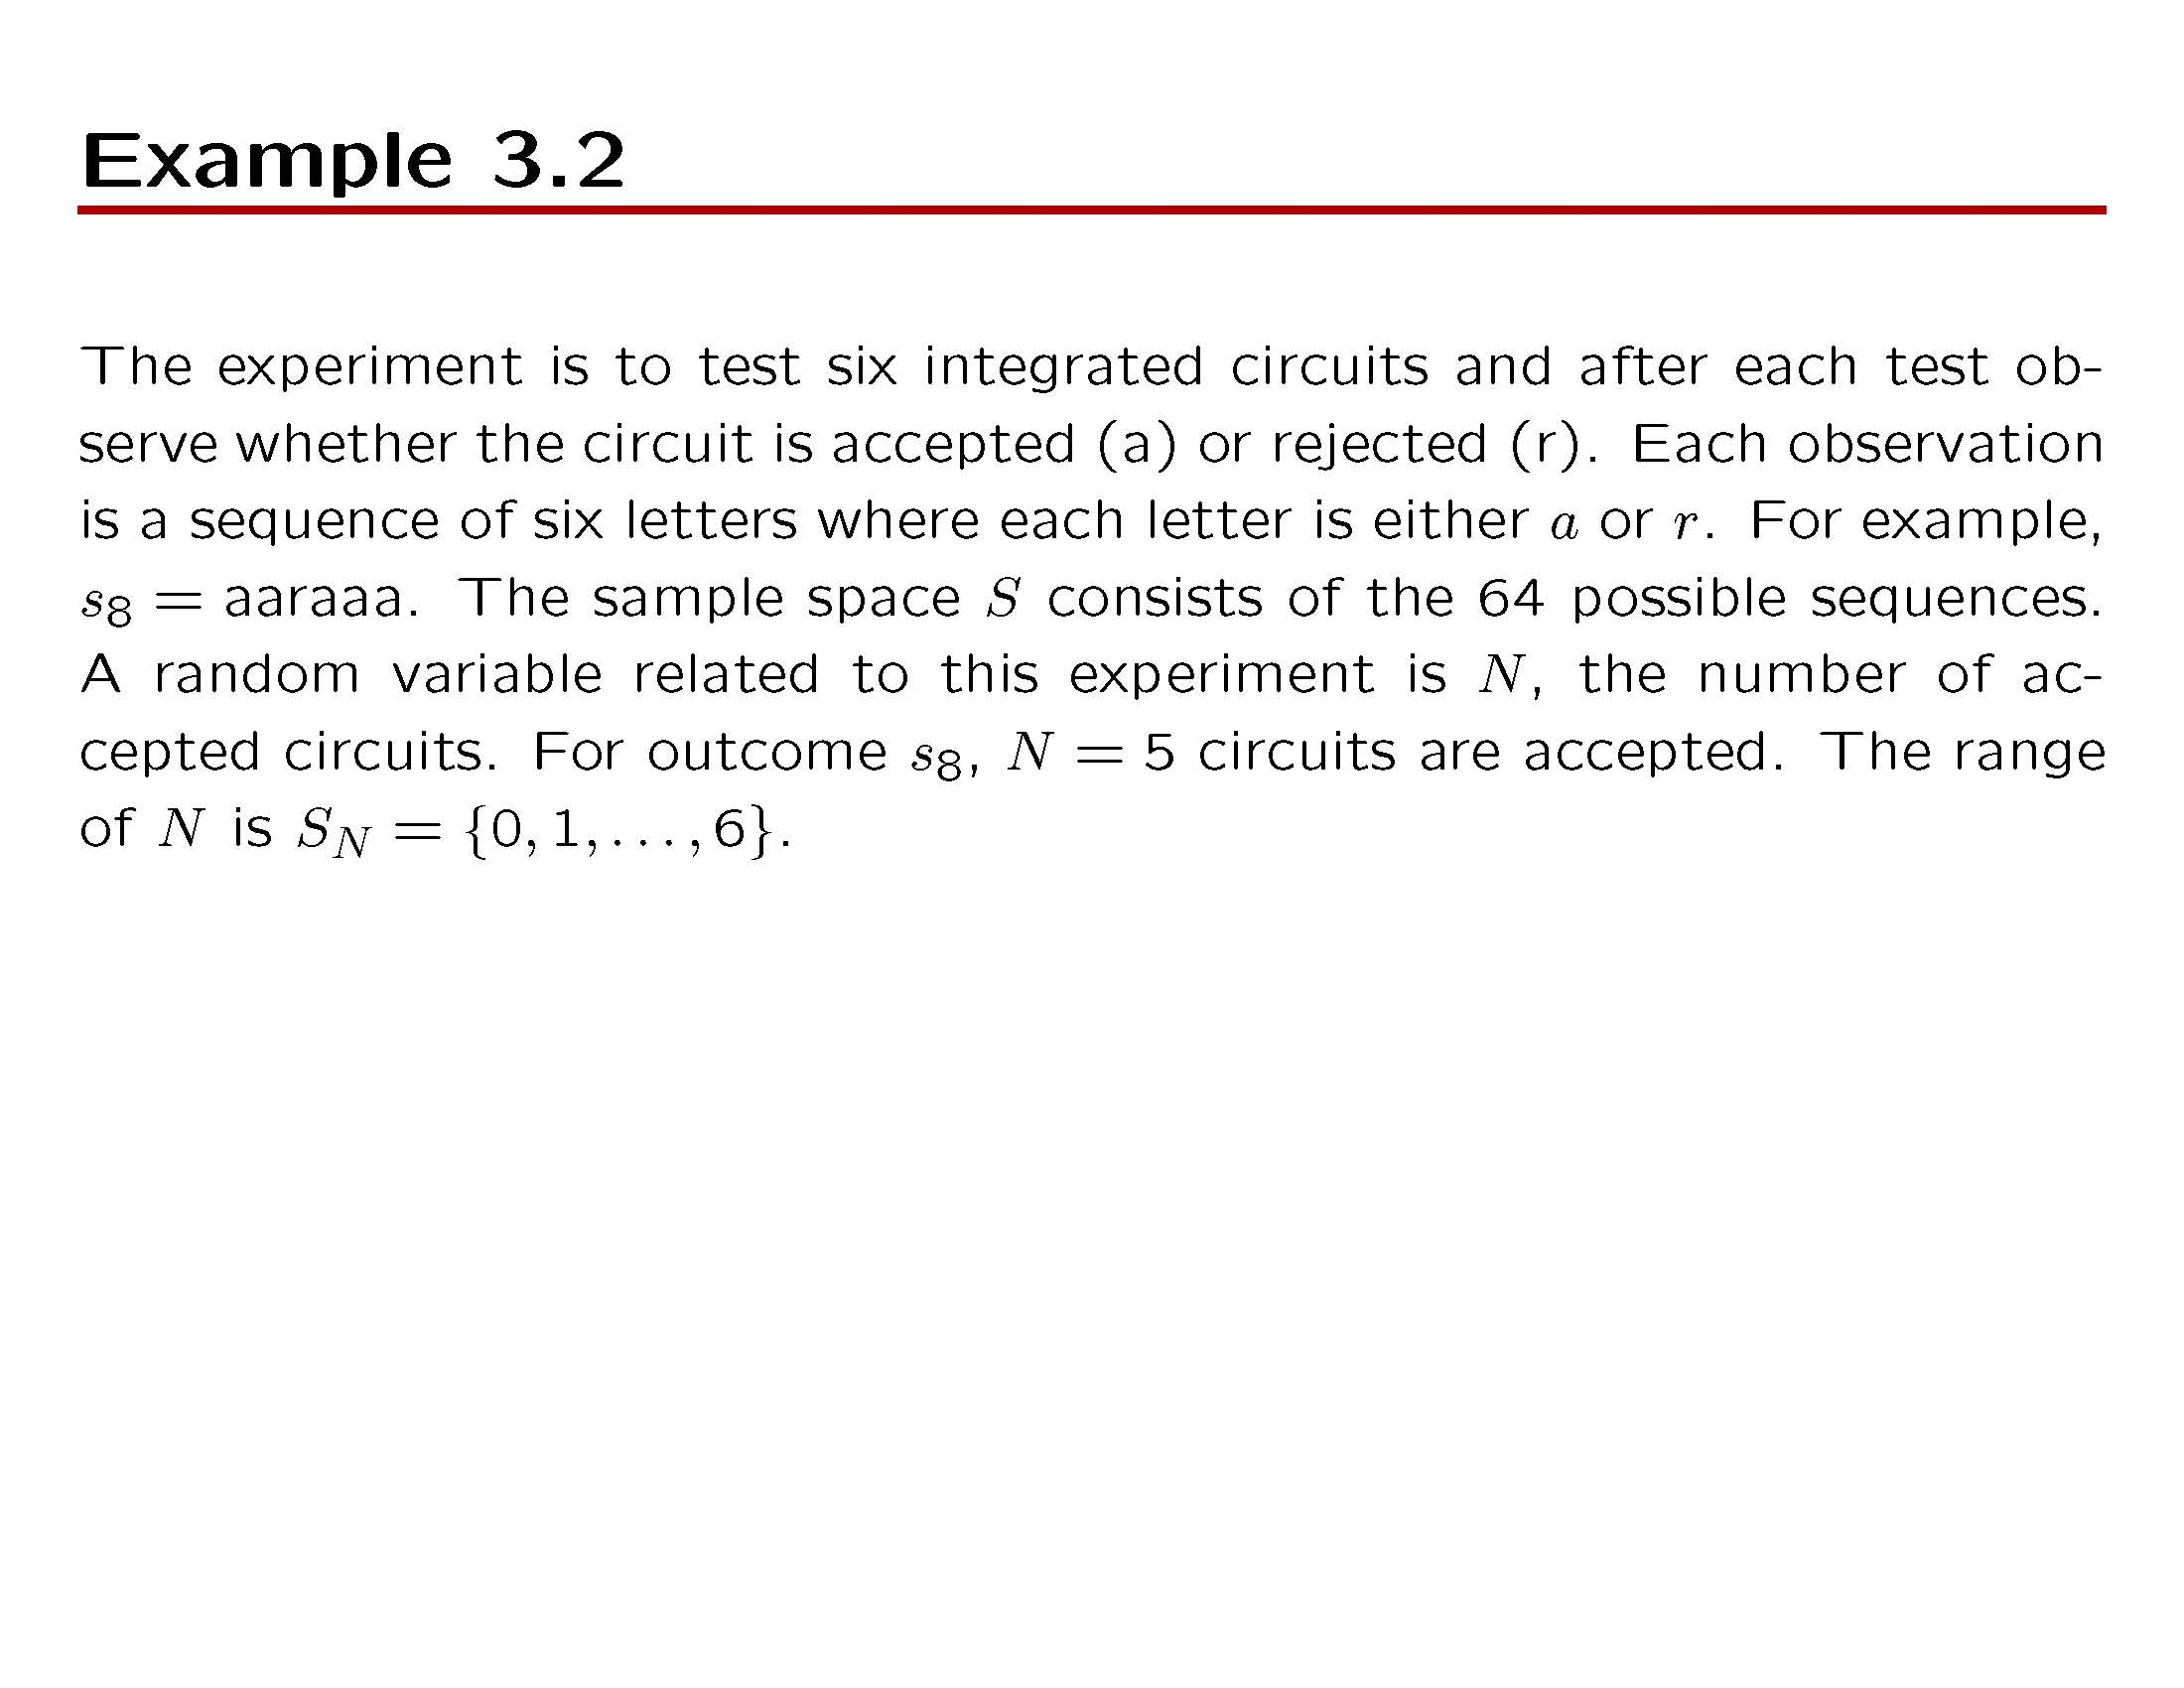 Example 3.2
The experiment is to test six integrated circuits and after each test ob-
serve whether the circuit is accepted (a) or rejected (r). Each observation
is a sequence of six letters where each letter is either a or r. For example,
s₈ = aaraaa. The sample space S consists of the 64 possible sequences.
A random variable related to this experiment is N, the number of ac-
cepted circuits. For outcome s₈, N = 5 circuits are accepted. The range
of N is S_N = {0, 1, . . . , 6}.